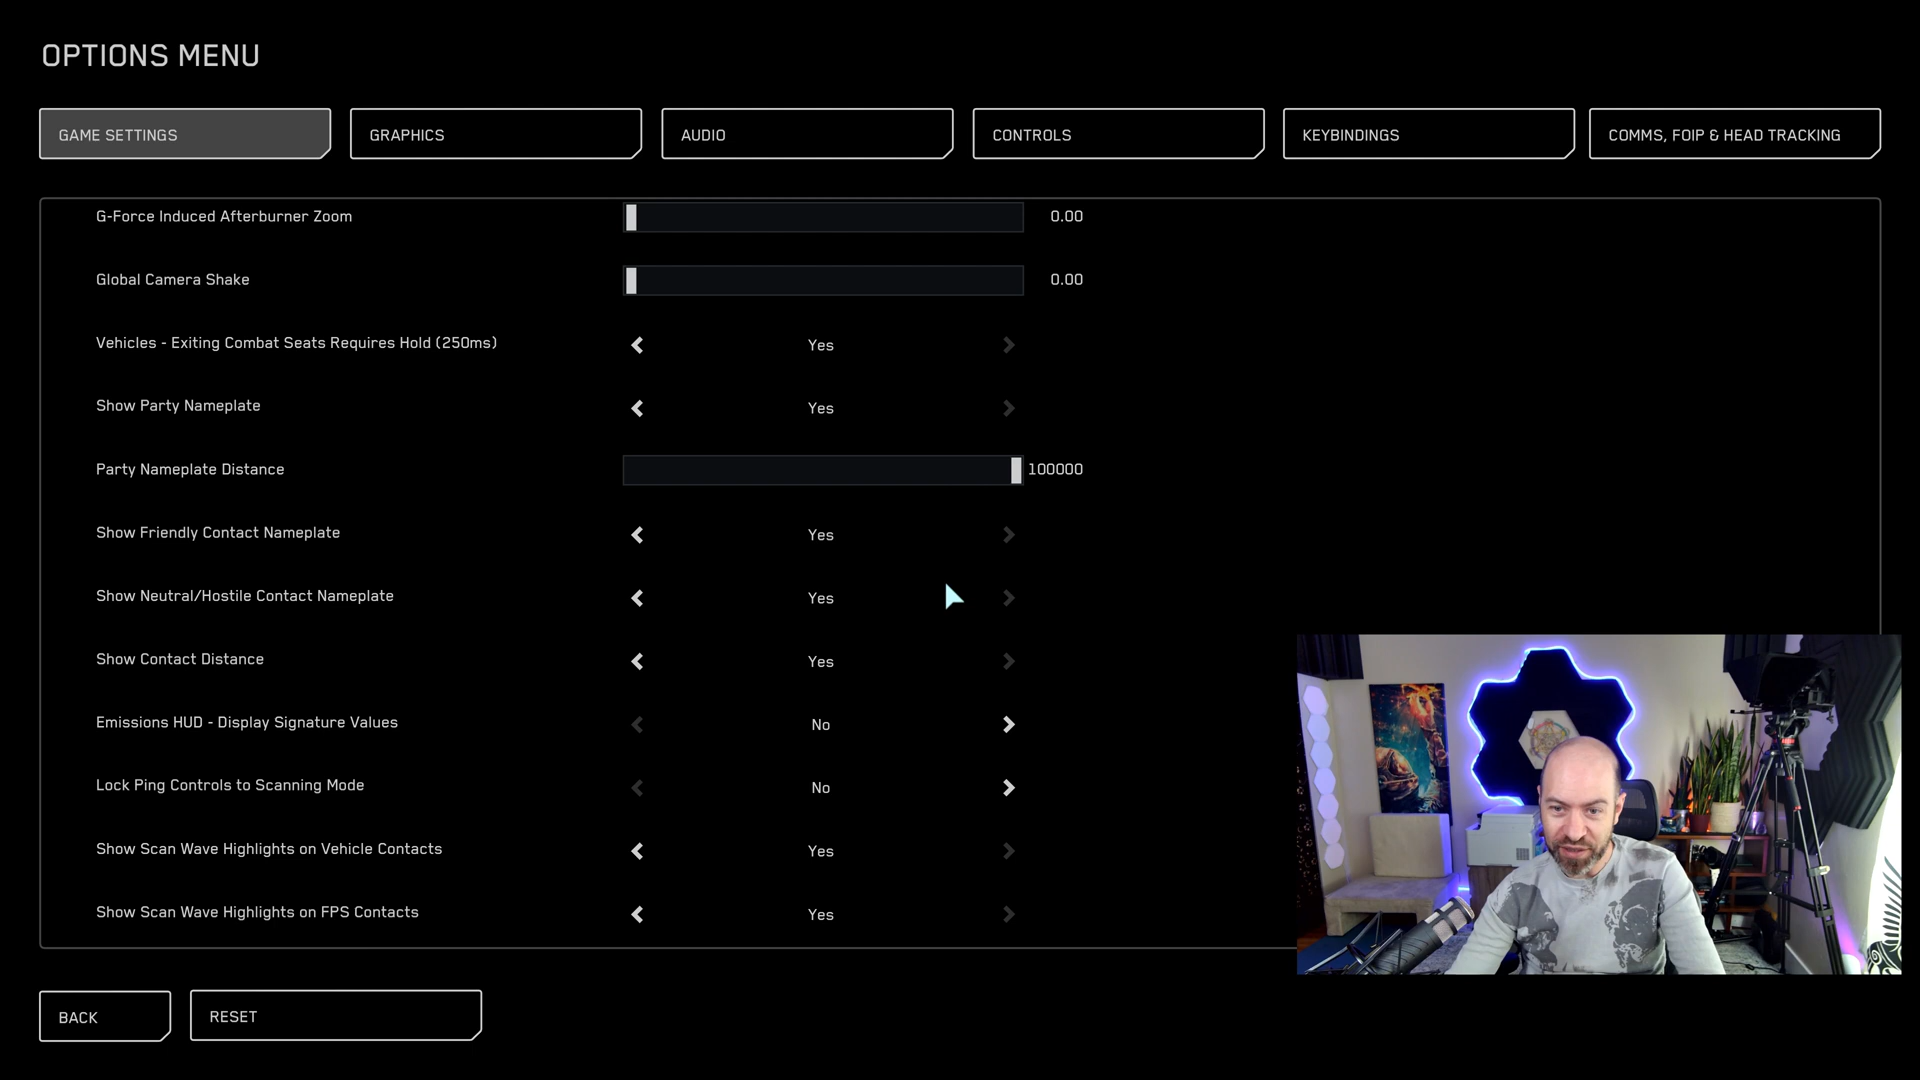 OPTIONS MENU
GAME SETTINGS
GRAPHICS
AUDIO
CONTROLS
KEYBINDINGS
COMMS, FOIP & HEAD TRACKING
G-Force Induced Afterburner Zoom 0.00
Global Camera Shake 0.00
Vehicles - Exiting Combat Seats Requires Hold (250ms) Yes
Show Party Nameplate Yes
Party Nameplate Distance 100000
Show Friendly Contact Nameplate Yes
Show Neutral/Hostile Contact Nameplate Yes
Show Contact Distance Yes
Emissions HUD - Display Signature Values No
Lock Ping Controls to Scanning Mode No
Show Scan Wave Highlights on Vehicle Contacts Yes
Show Scan Wave Highlights on FPS Contacts Yes
BACK
RESET